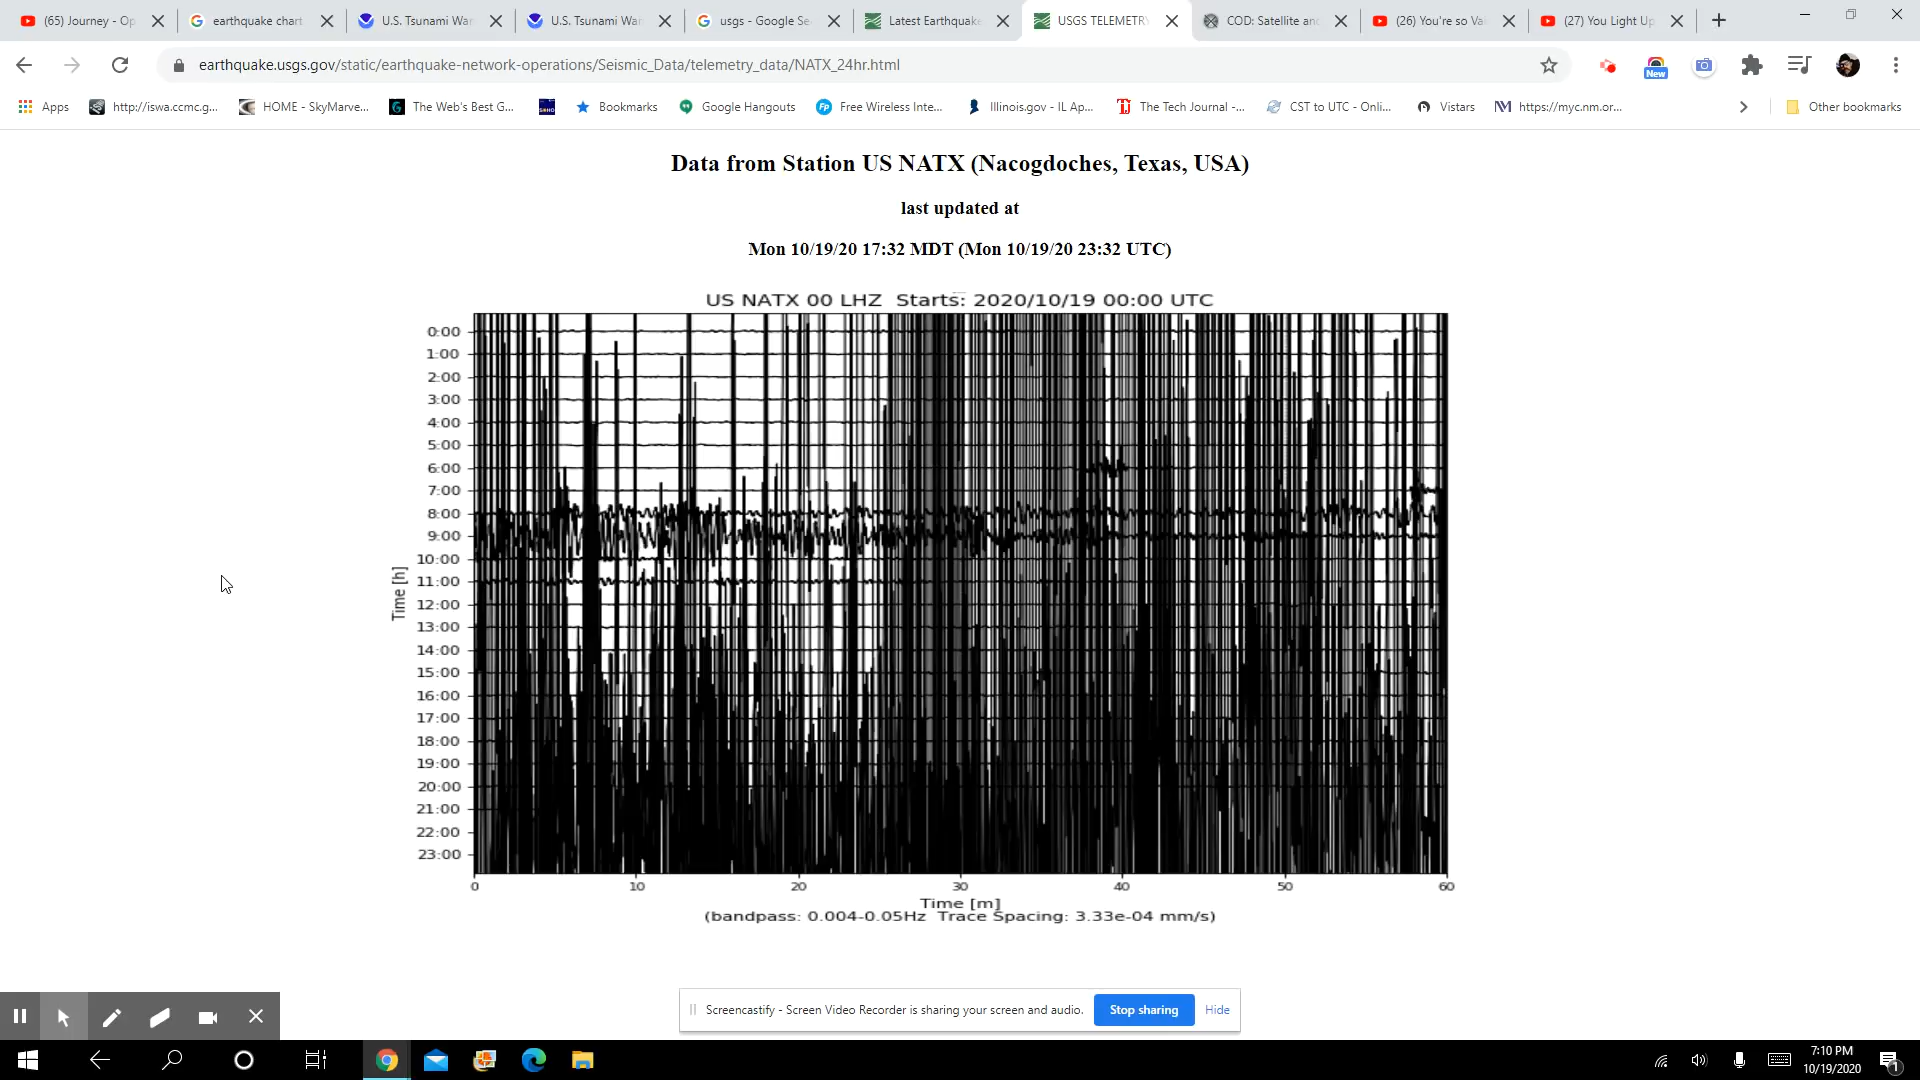 (65) Journey - Op
earthquake chart
U.S. Tsunami War
U.S. Tsunami War
usgs - Google Se
Latest Earthquake
USGS TELEMETRY
COD: Satellite and
(26) You're so Va
(27) You Light Up
earthquake.usgs.gov/static/earthquake-network-operations/Seismic_Data/telemetry_data/NATX_24hr.html
New
Apps
http://iswa.ccmc.g...
HOME - SkyMarve...
The Web's Best G...
Bookmarks
Google Hangouts
Free Wireless Inte...
Illinois.gov - IL Ap...
The Tech Journal -...
CST to UTC - Onli...
Vistars
https://myc.nm.or...
Other bookmarks
Data from Station US NATX (Nacogdoches, Texas, USA)
last updated at
Mon 10/19/20 17:32 MDT (Mon 10/19/20 23:32 UTC)
US NATX 00 LHZ Starts: 2020/10/19 00:00 UTC
0:00
1:00
2:00
3:00
4:00
5:00
6:00
7:00
8:00
9:00
10:00
11:00
12:00
13:00
14:00
15:00
16:00
17:00
18:00
19:00
20:00
21:00
22:00
23:00
Time [h]
0 10 20 30 40 50 60
Time [m]
(bandpass: 0.004-0.05Hz Trace Spacing: 3.33e-04 mm/s)
Screencastify - Screen Video Recorder is sharing your screen and audio.
Stop sharing
Hide
7:10 PM
10/19/2020
1